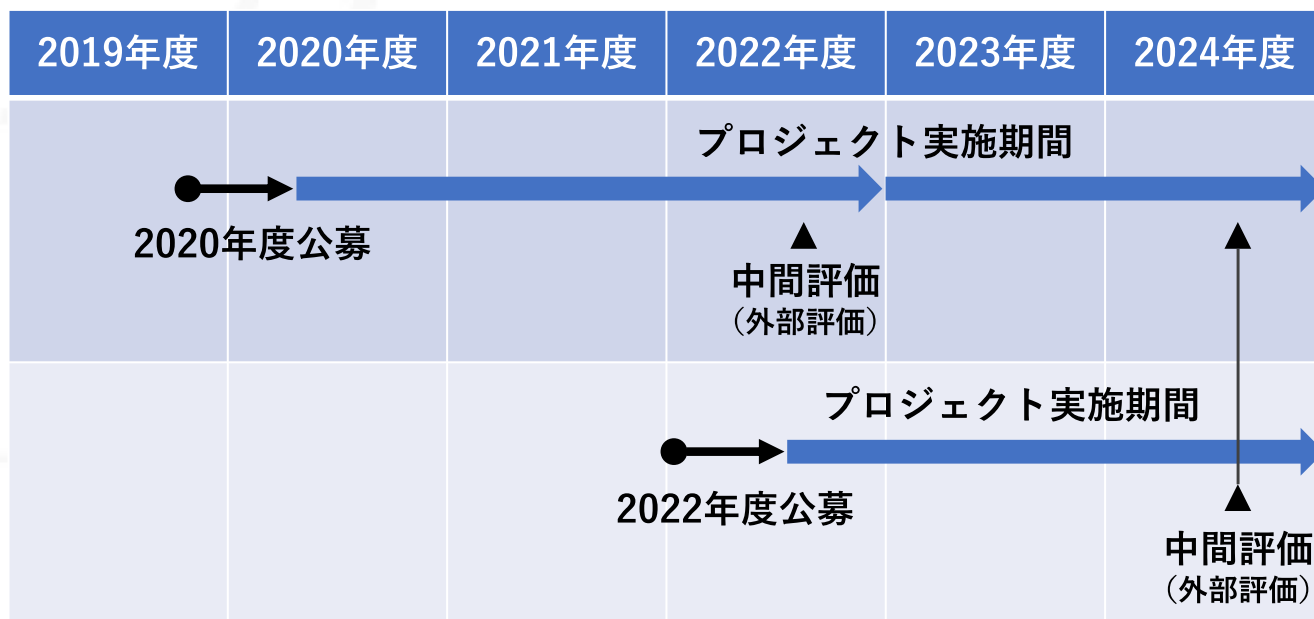 2019年度 2020年度 2021年度 2022年度 2023年度 2024年度
プロジェクト実施期間
2020年度公募
中間評価
（外部評価）
プロジェクト実施期間
2022年度公募
中間評価
（外部評価）